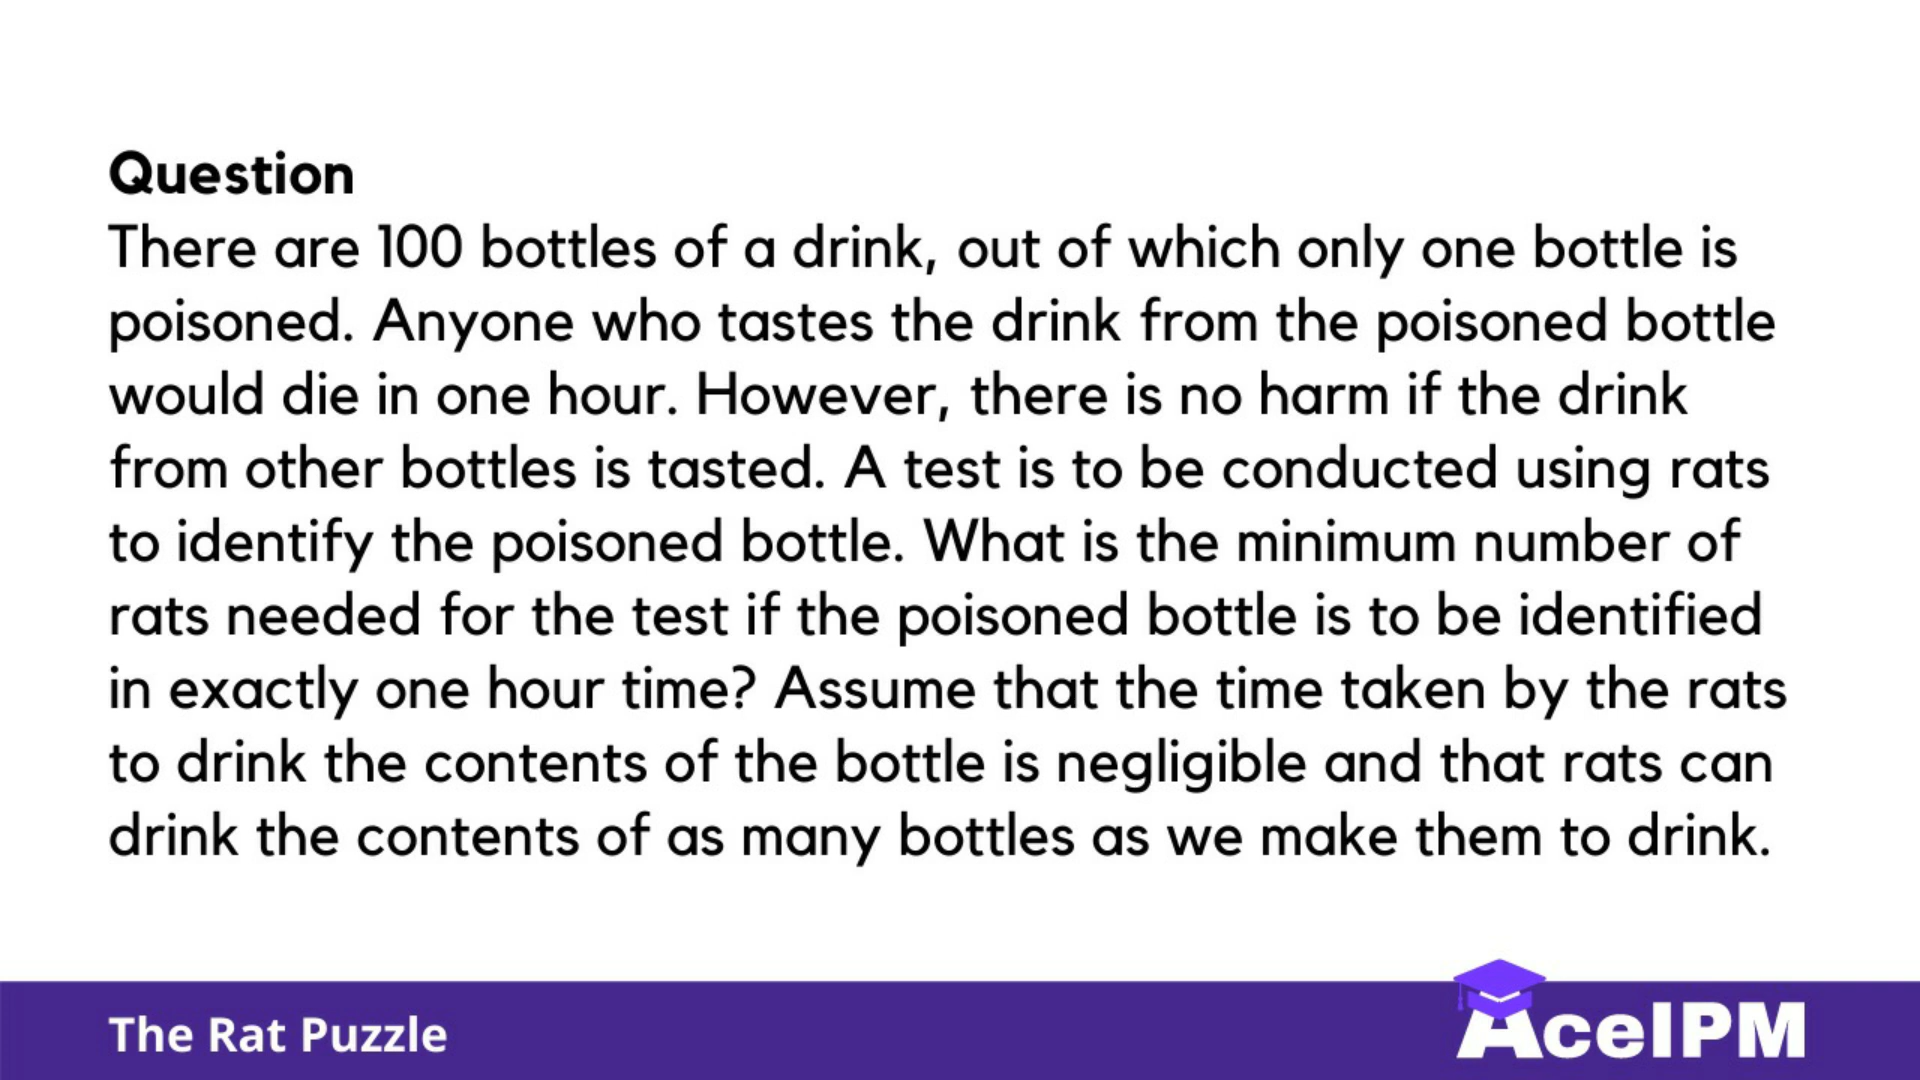 Question
There are 100 bottles of a drink, out of which only one bottle is
poisoned. Anyone who tastes the drink from the poisoned bottle
would die in one hour. However, there is no harm if the drink
from other bottles is tasted. A test is to be conducted using rats
to identify the poisoned bottle. What is the minimum number of
rats needed for the test if the poisoned bottle is to be identified
in exactly one hour time? Assume that the time taken by the rats
to drink the contents of the bottle is negligible and that rats can
drink the contents of as many bottles as we make them to drink.
The Rat Puzzle
AceIPM